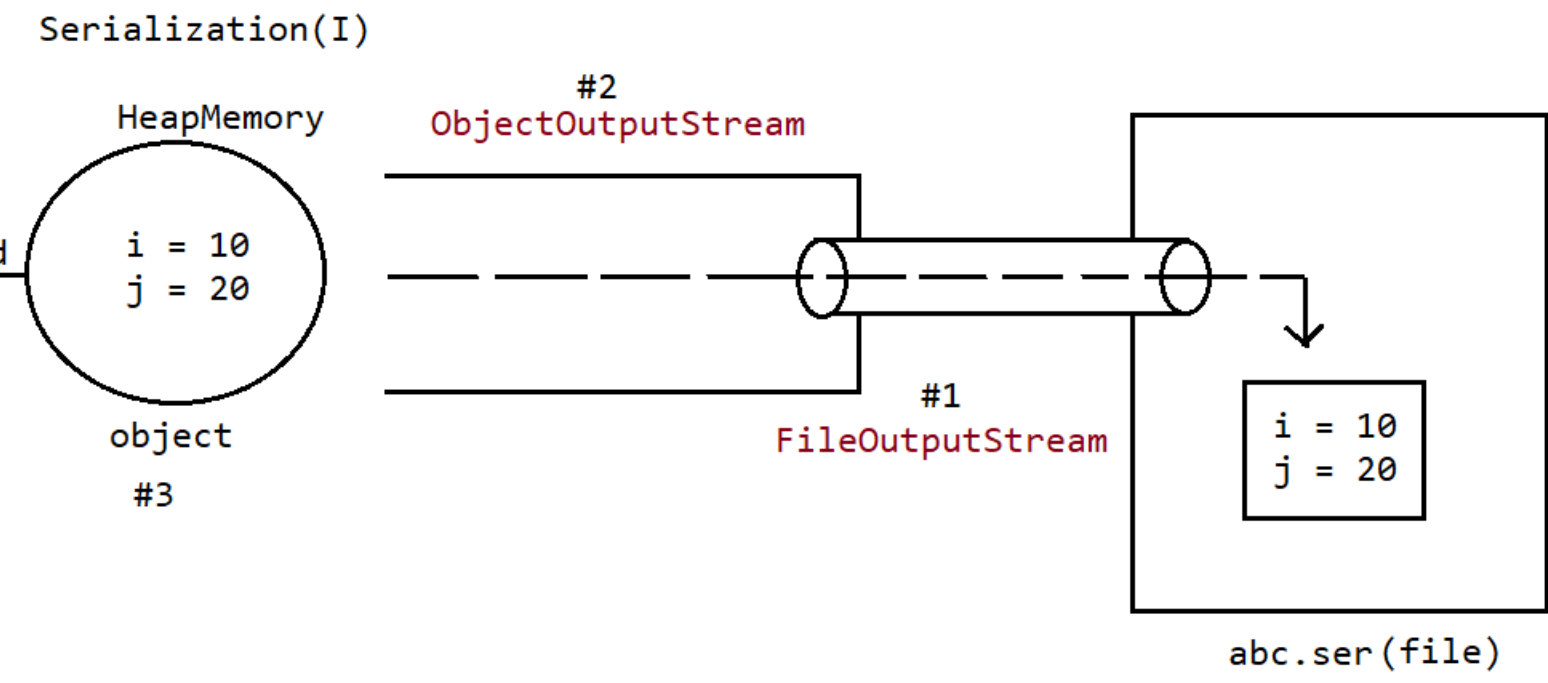 Serialization(I)
#2
HeapMemory
ObjectOutputStream
d
i = 10
j = 20
#1
FileOutputStream
object
#3
i = 10
j = 20
abc.ser(file)